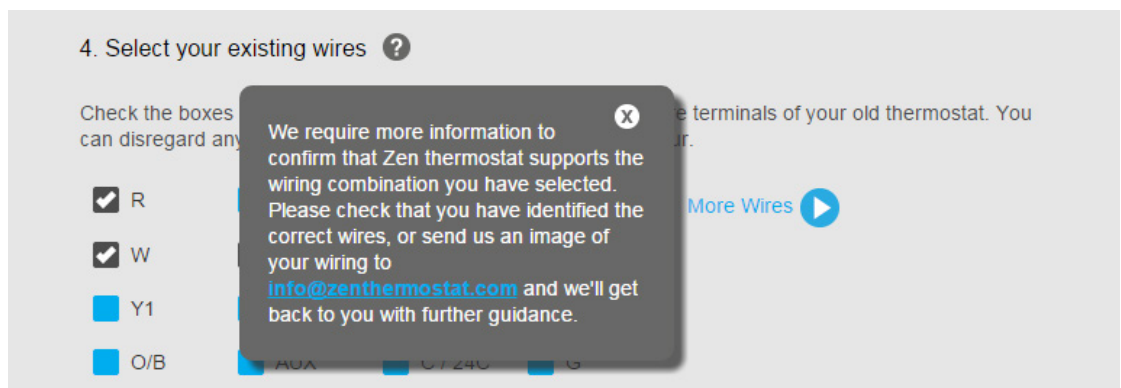 4. Select your existing wires ?
Check the boxes
terminals of your old thermostat. You
can disregard any
X
We require more information to
confirm that Zen thermostat supports the
wiring combination you have selected.
Please check that you have identified the
correct wires, or send us an image of
your wiring to
info@zenthermostat.com and we'll get
back to you with further guidance.
R
More Wires
W
Y1
O/B
AUX
C / 24C
G